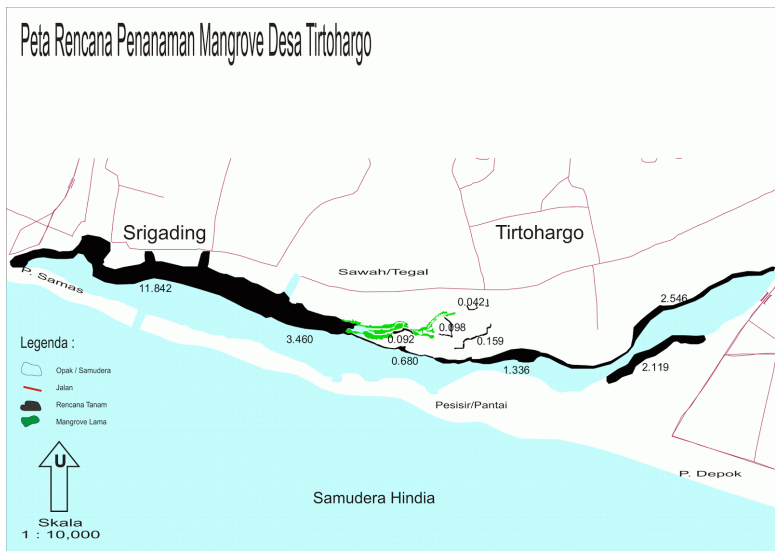 Peta Rencana Penanaman Mangrove Desa Tirtohargo
Srigading
Tirtohargo
Sawah/Tegal
P. Samas
11.842
3.460
0.042
0.098
0.092
0.159
0.680
1.336
2.546
2.119
Pesisir/Pantai
P. Depok
Samudera Hindia
Legenda :
Opak / Samudera
Jalan
Rencana Tanam
Mangrove Lama
U
Skala
1 : 10,000